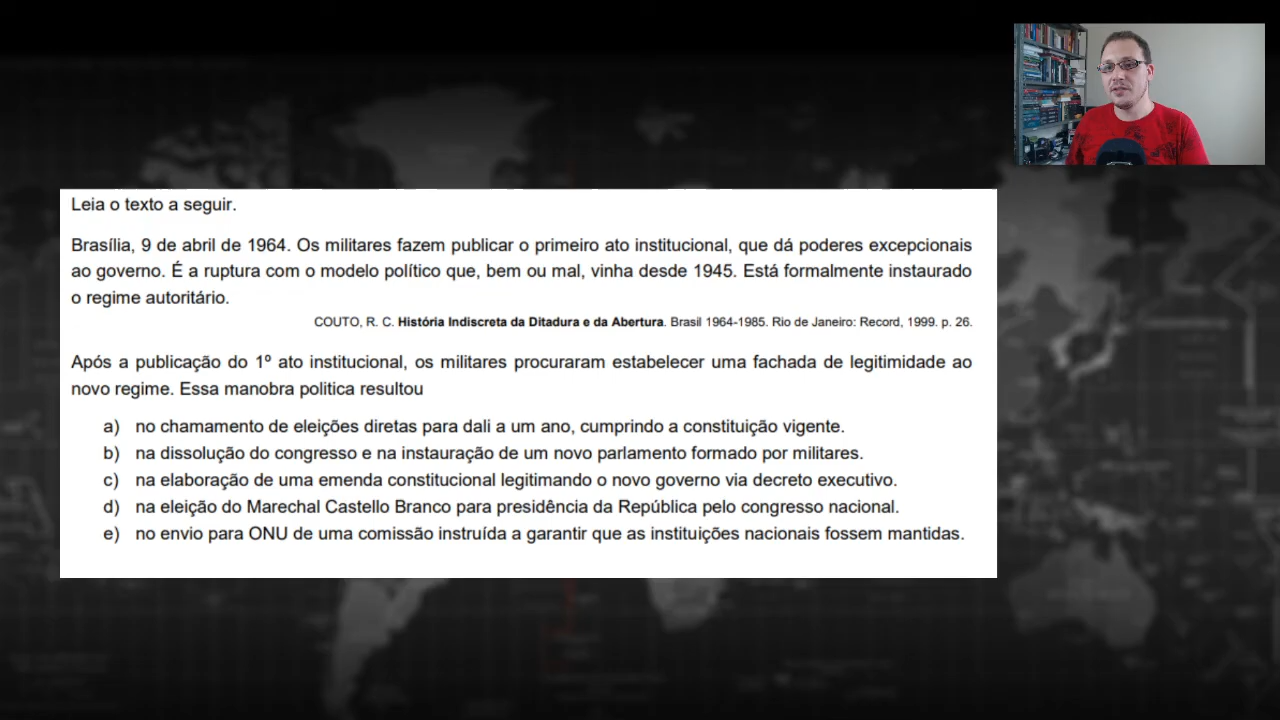 Leia o texto a seguir.
Brasília, 9 de abril de 1964. Os militares fazem publicar o primeiro ato institucional, que dá poderes excepcionais
ao governo. É a ruptura com o modelo político que, bem ou mal, vinha desde 1945. Está formalmente instaurado
o regime autoritário.
COUTO, R. C. História Indiscreta da Ditadura e da Abertura. Brasil 1964-1985. Rio de Janeiro: Record, 1999. p. 26.
Após a publicação do 1º ato institucional, os militares procuraram estabelecer uma fachada de legitimidade ao
novo regime. Essa manobra politica resultou
a) no chamamento de eleições diretas para dali a um ano, cumprindo a constituição vigente.
b) na dissolução do congresso e na instauração de um novo parlamento formado por militares.
c) na elaboração de uma emenda constitucional legitimando o novo governo via decreto executivo.
d) na eleição do Marechal Castello Branco para presidência da República pelo congresso nacional.
e) no envio para ONU de uma comissão instruída a garantir que as instituições nacionais fossem mantidas.